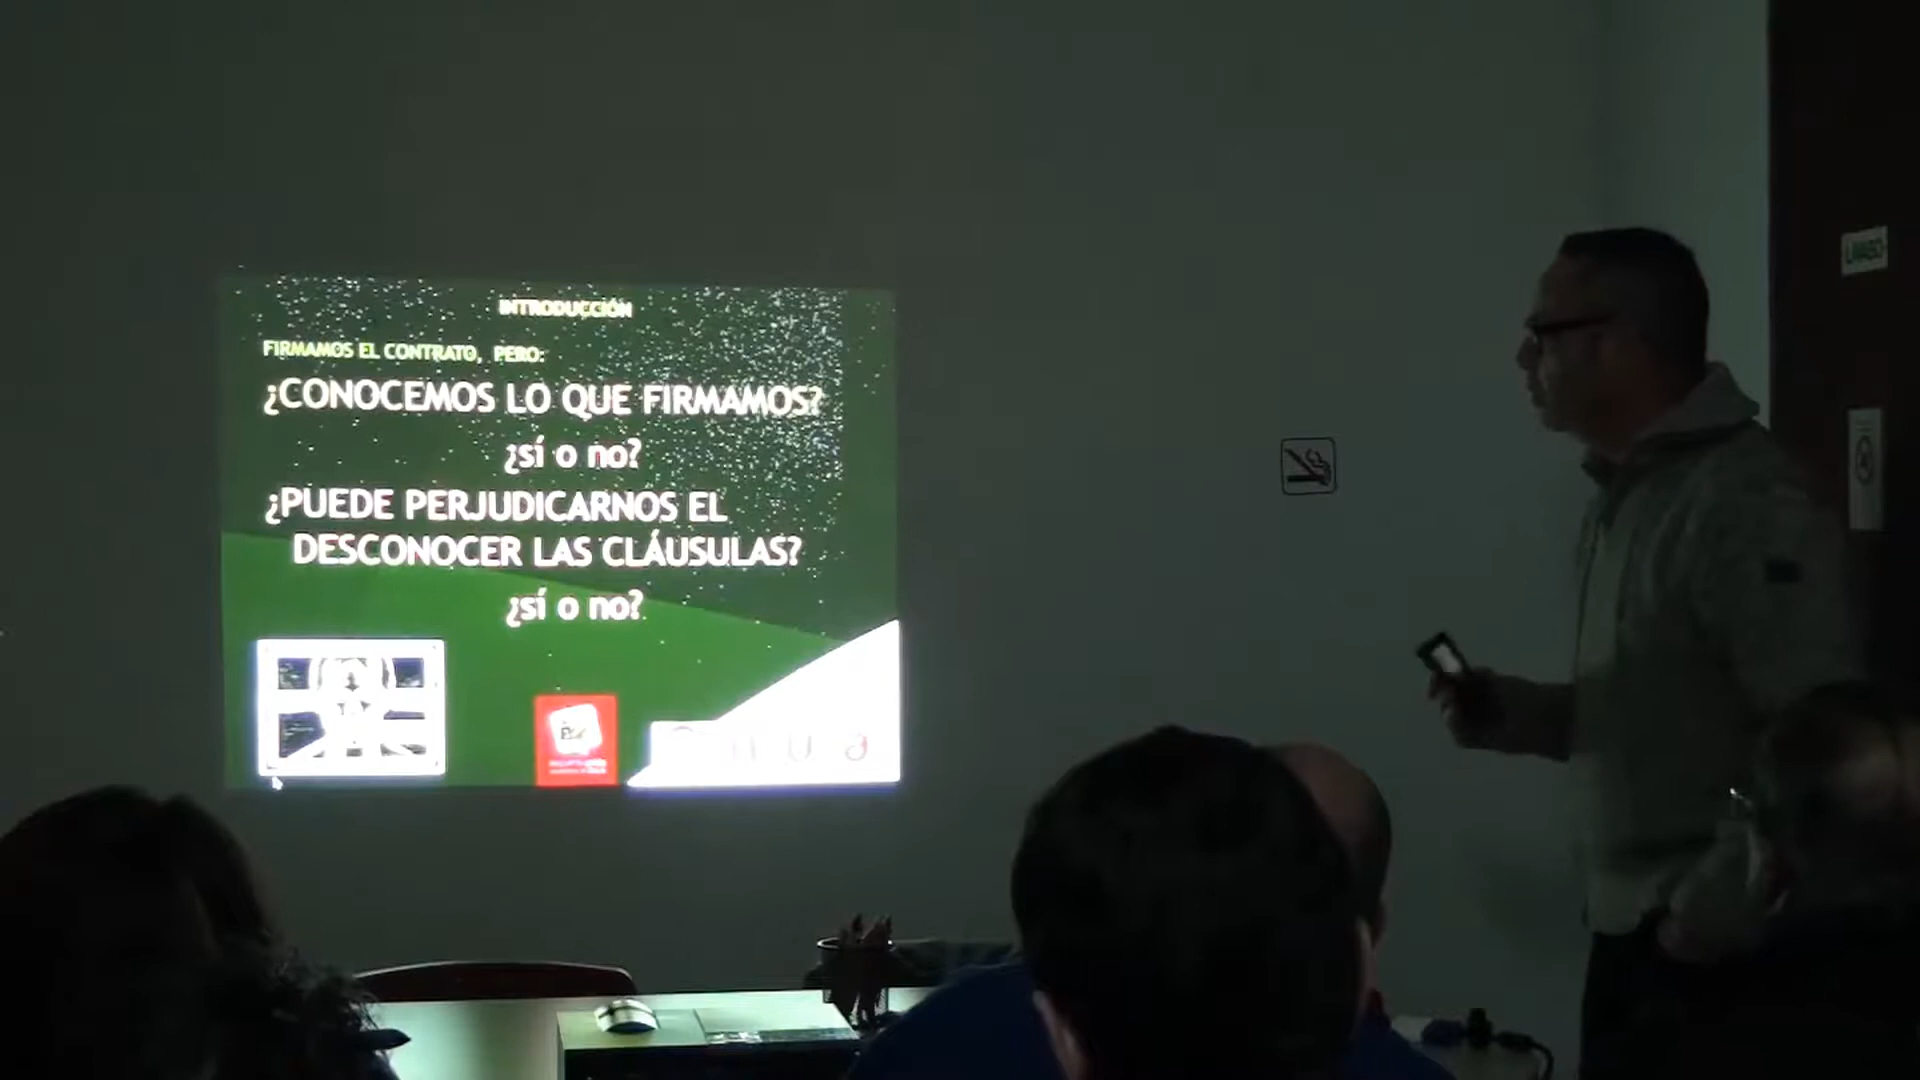 INTRODUCCIÓN
FIRMAMOS EL CONTRATO, PERO:
¿CONOCEMOS LO QUE FIRMAMOS?
¿sí o no?
¿PUEDE PERJUDICARNOS EL
DESCONOCER LAS CLÁUSULAS?
¿sí o no?